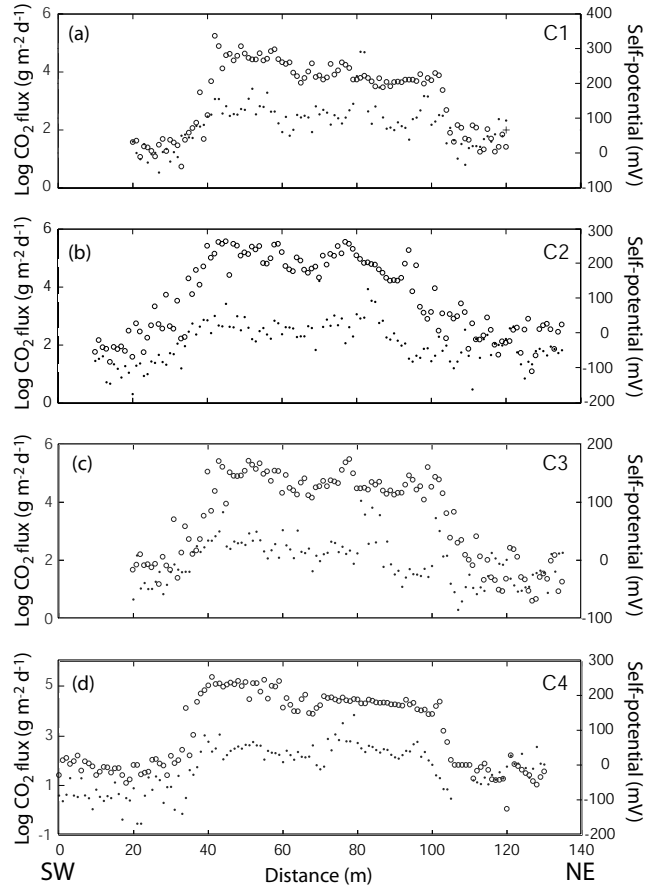 (a) C1
Log CO2 flux (g m-2 d-1)
6
4
2
0
400
300
200
100
0
100
Self-potential (mV)
(b) C2
Log CO2 flux (g m-2 d-1)
6
4
2
0
300
200
100
0
-100
-200
Self-potential (mV)
(c) C3
Log CO2 flux (g m-2 d-1)
6
4
2
0
200
100
0
-100
Self-potential (mV)
(d) C4
Log CO2 flux (g m-2 d-1)
5
3
1
-1
300
200
100
0
-100
-200
Self-potential (mV)
0 20 40 60 80 100 120 140
SW Distance (m) NE